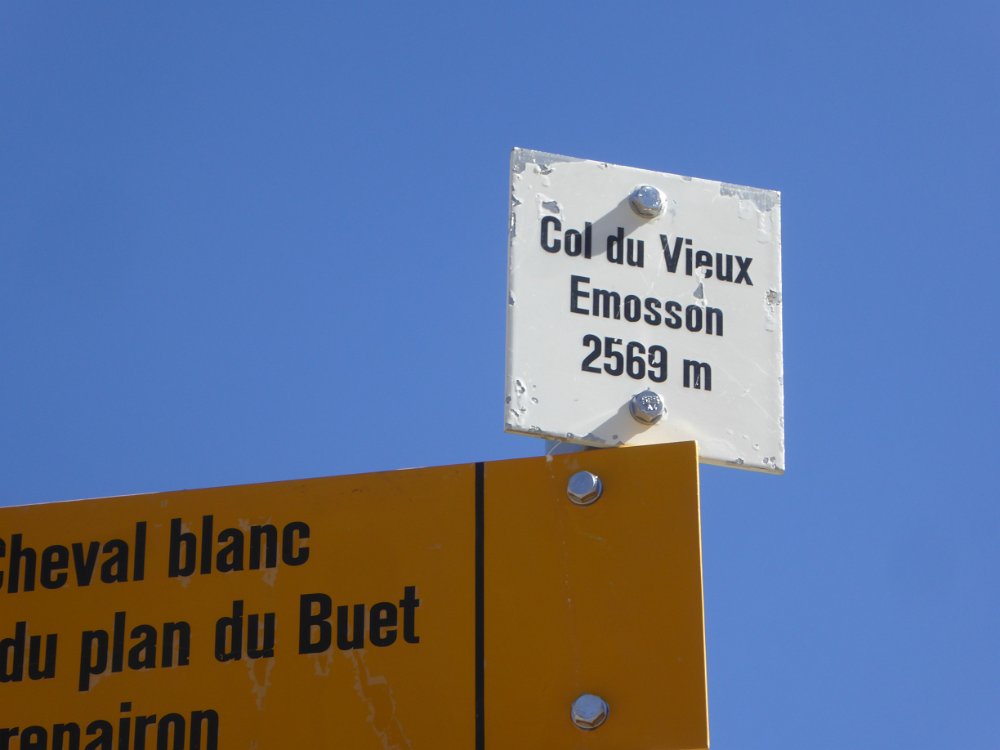 Col du Vieux
Emosson
2569 m
Cheval blanc
du plan du Buet